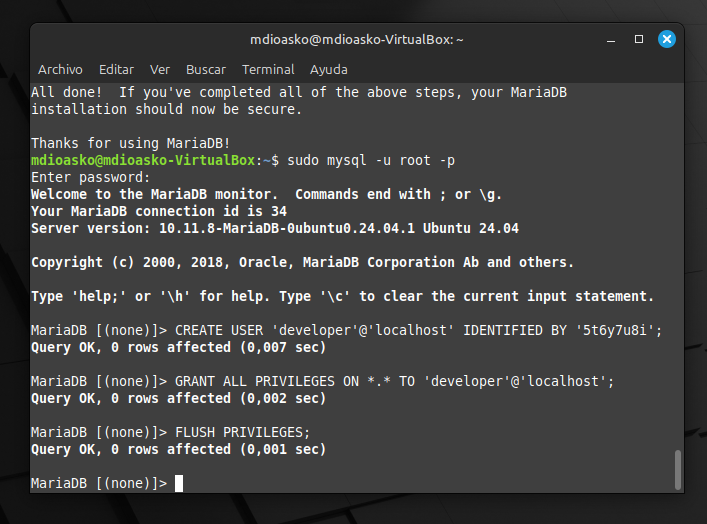 mdioasko@mdioasko-VirtualBox: ~
Archivo Editar Ver Buscar Terminal Ayuda
All done!  If you've completed all of the above steps, your MariaDB
installation should now be secure.
Thanks for using MariaDB!
mdioasko@mdioasko-VirtualBox:~$ sudo mysql -u root -p
Enter password:
Welcome to the MariaDB monitor.  Commands end with ; or \g.
Your MariaDB connection id is 34
Server version: 10.11.8-MariaDB-0ubuntu0.24.04.1 Ubuntu 24.04
Copyright (c) 2000, 2018, Oracle, MariaDB Corporation Ab and others.
Type 'help;' or '\h' for help. Type '\c' to clear the current input statement.
MariaDB [(none)]> CREATE USER 'developer'@'localhost' IDENTIFIED BY '5t6y7u8i';
Query OK, 0 rows affected (0,007 sec)
MariaDB [(none)]> GRANT ALL PRIVILEGES ON *.* TO 'developer'@'localhost';
Query OK, 0 rows affected (0,002 sec)
MariaDB [(none)]> FLUSH PRIVILEGES;
Query OK, 0 rows affected (0,001 sec)
MariaDB [(none)]>